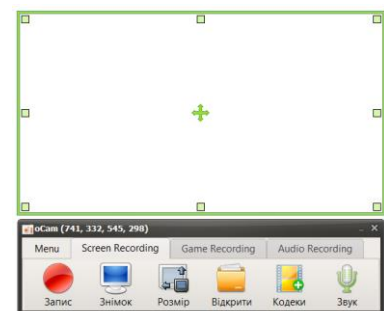 oCam (741, 332, 545, 298)
Menu Screen Recording Game Recording Audio Recording
Запис Знімок Розмір Відкрити Кодеки Звук